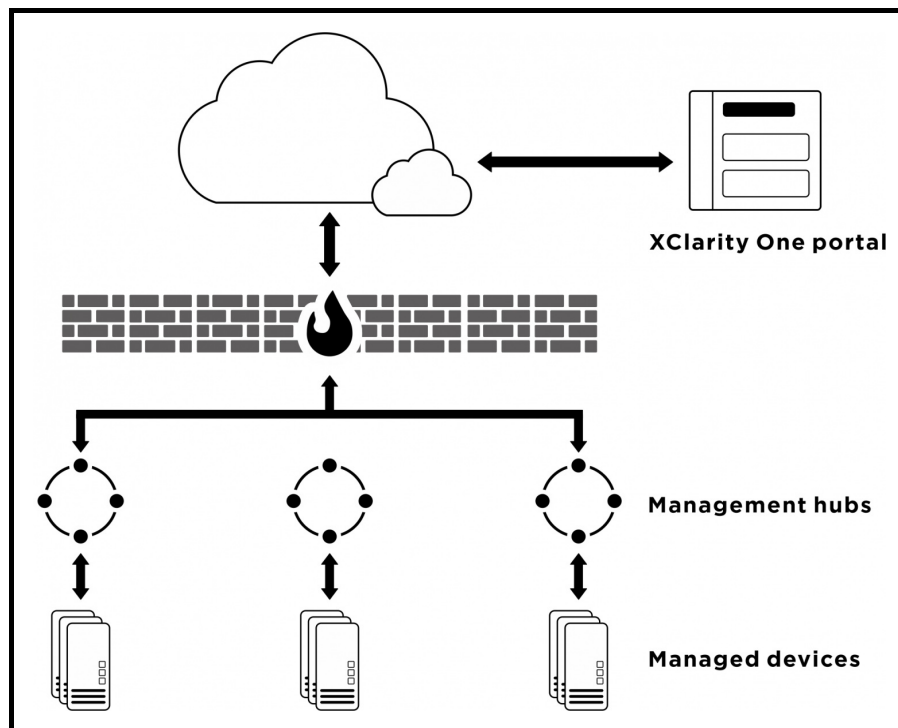 XClarity One portal
Management hubs
Managed devices